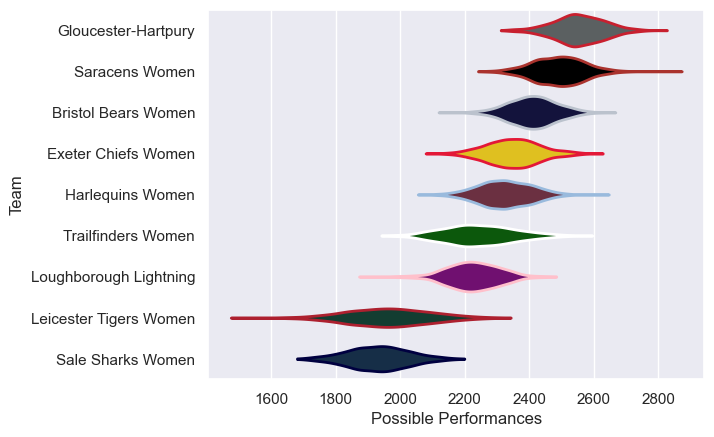 Gloucester-Hartpury
Saracens Women
Bristol Bears Women
Exeter Chiefs Women
Harlequins Women
Trailfinders Women
Loughborough Lightning
Leicester Tigers Women
Sale Sharks Women
Team
1600 1800 2000 2200 2400 2600 2800
Possible Performances